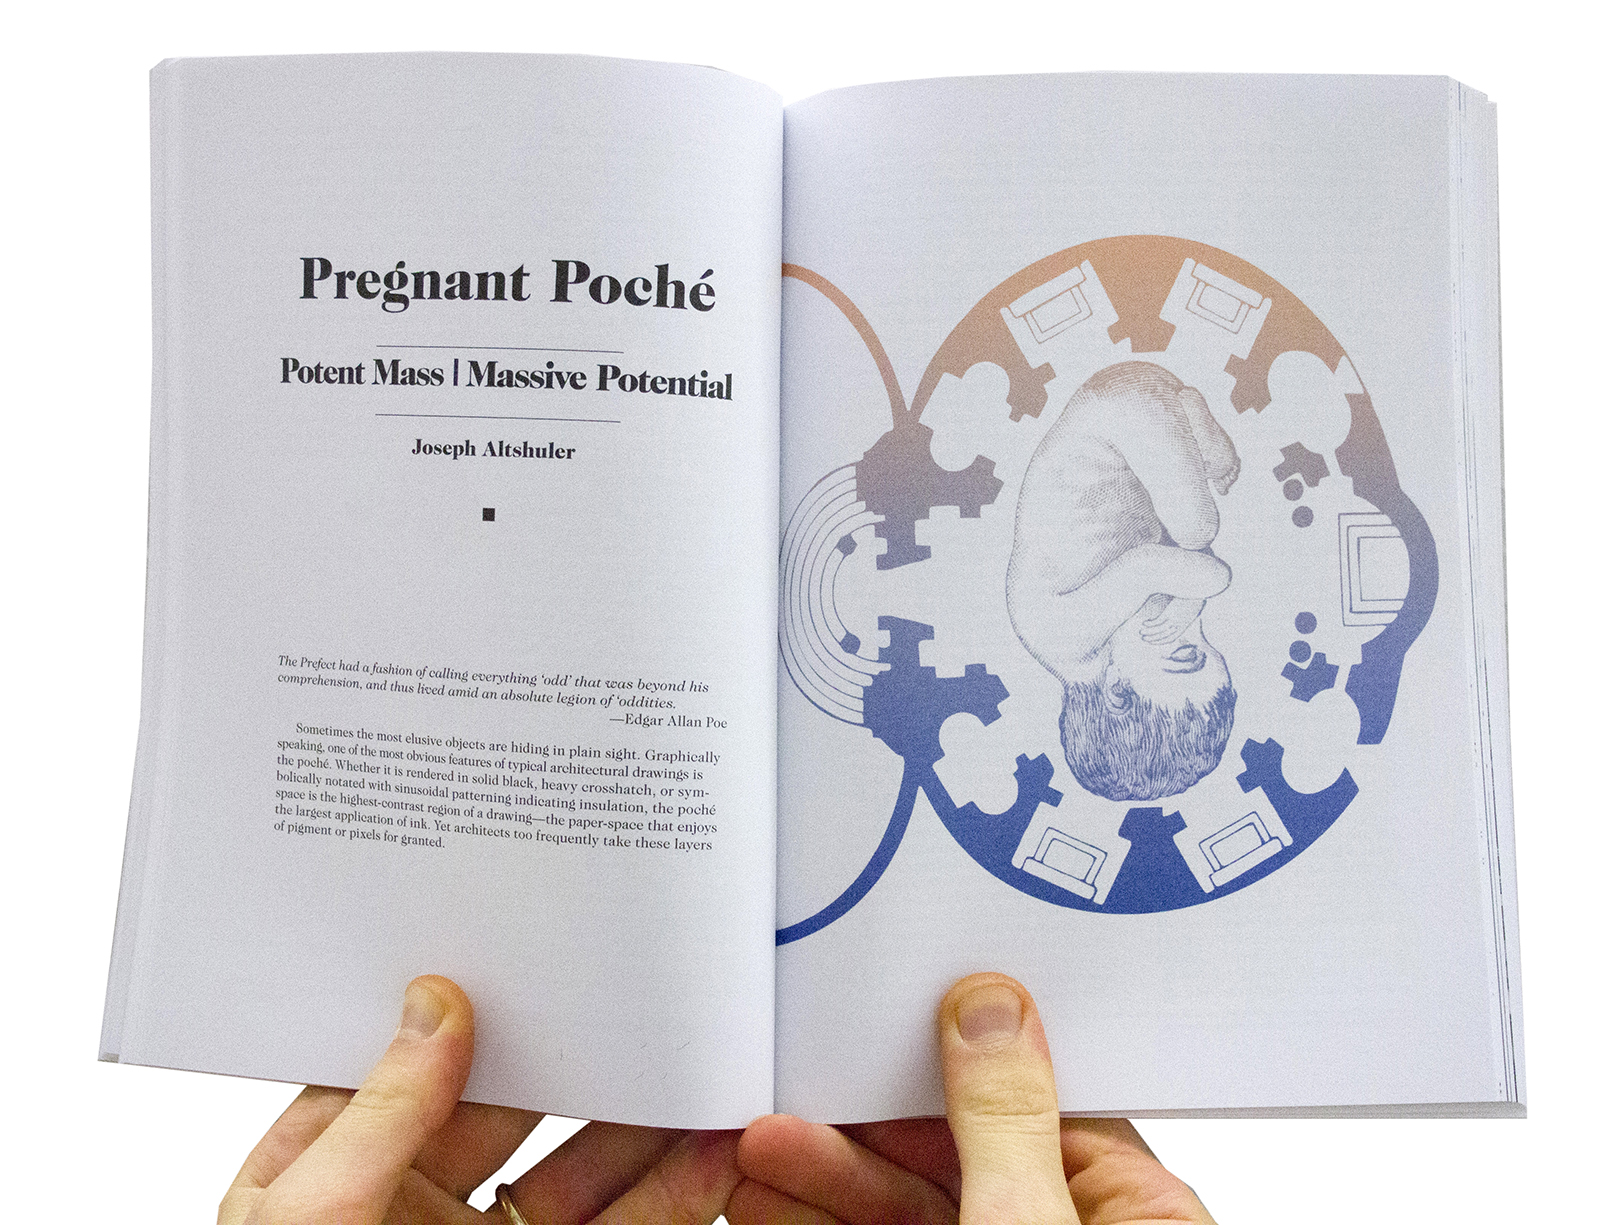 Pregnant Poché
Potent Mass | Massive Potential
Joseph Altshuler
The Prefect had a fashion of calling everything ‘odd’ that was beyond his
comprehension, and thus lived amid an absolute legion of ‘oddities.
—Edgar Allan Poe
Sometimes the most elusive objects are hiding in plain sight. Graphically
speaking, one of the most obvious features of typical architectural drawings is
the poché. Whether it is rendered in solid black, heavy crosshatch, or sym-
bolically notated with sinusoidal patterning indicating insulation, the poché
space is the highest-contrast region of a drawing—the paper-space that enjoys
the largest application of ink. Yet architects too frequently take these layers
of pigment or pixels for granted.